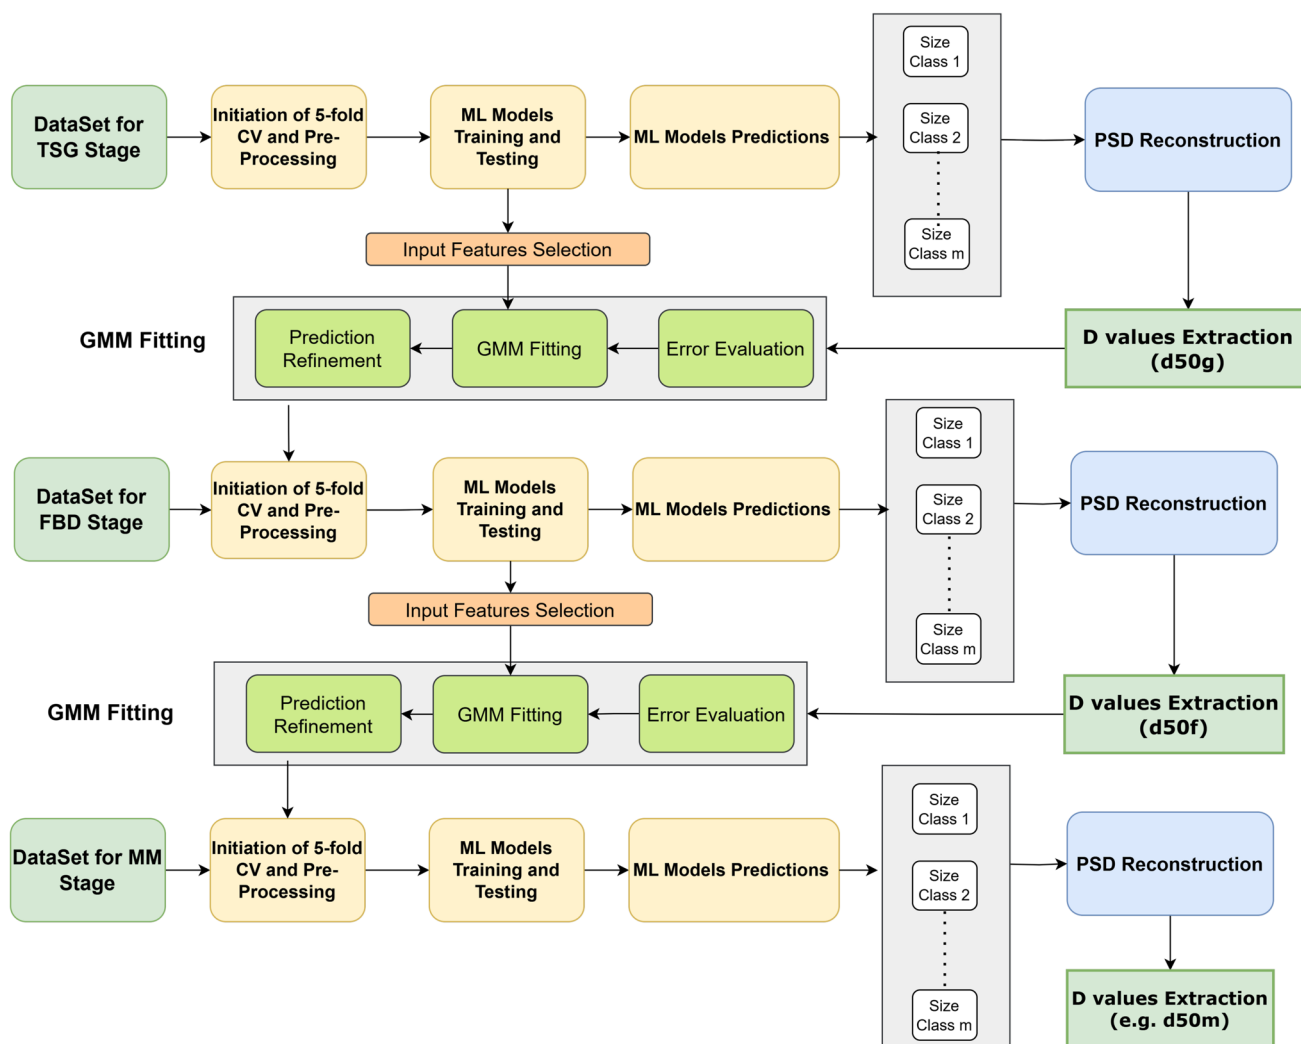 DataSet for
TSG Stage
Initiation of 5-fold
CV and Pre-
Processing
ML Models
Training and
Testing
ML Models Predictions
Size
Class 1
Size
Class 2
Size
Class m
PSD Reconstruction
Input Features Selection
GMM Fitting
Prediction
Refinement
GMM Fitting
Error Evaluation
D values Extraction
(d50g)
DataSet for
FBD Stage
Initiation of 5-fold
CV and Pre-
Processing
ML Models
Training and
Testing
ML Models Predictions
Size
Class 1
Size
Class 2
Size
Class m
PSD Reconstruction
Input Features Selection
GMM Fitting
Prediction
Refinement
GMM Fitting
Error Evaluation
D values Extraction
(d50f)
DataSet for MM
Stage
Initiation of 5-fold
CV and Pre-
Processing
ML Models
Training and
Testing
ML Models Predictions
Size
Class 1
Size
Class 2
Size
Class m
PSD Reconstruction
D values Extraction
(e.g. d50m)